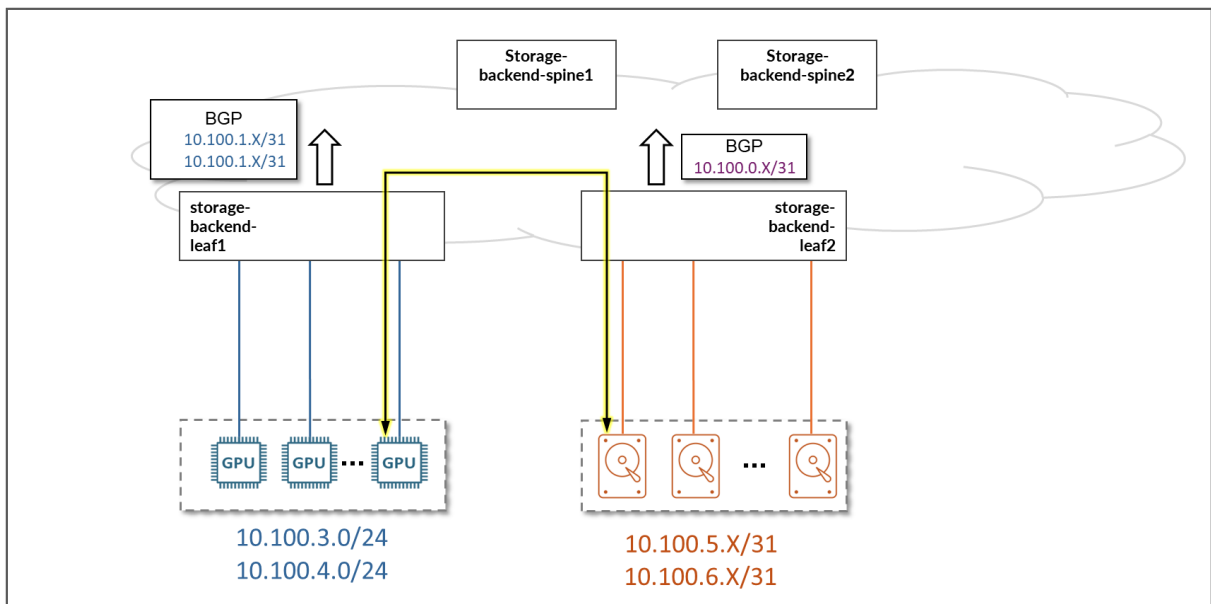 Storage-
backend-spine1
Storage-
backend-spine2
BGP
10.100.1.X/31
10.100.1.X/31
BGP
10.100.0.X/31
storage-
backend-
leaf1
storage-
backend-
leaf2
GPU
GPU
...
GPU
...
10.100.3.0/24
10.100.4.0/24
10.100.5.X/31
10.100.6.X/31